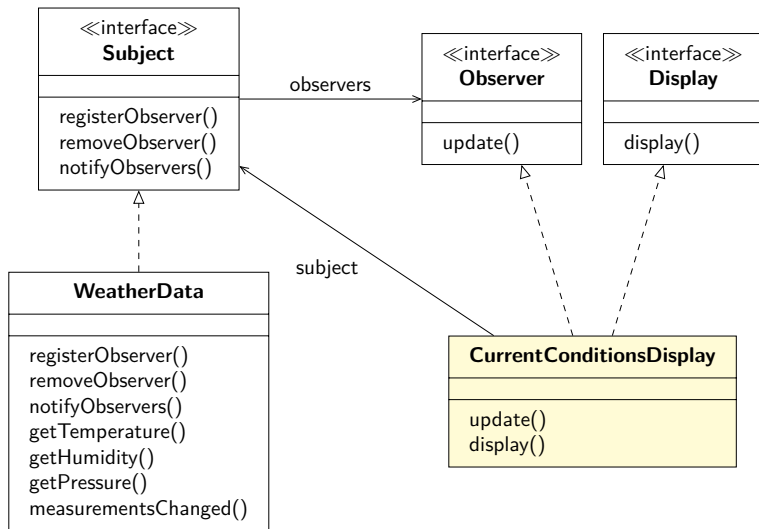 ≪interface≫
Subject
registerObserver()
removeObserver()
notifyObservers()
observers
≪interface≫
Observer
update()
≪interface≫
Display
display()
subject
WeatherData
registerObserver()
removeObserver()
notifyObservers()
getTemperature()
getHumidity()
getPressure()
measurementsChanged()
CurrentConditionsDisplay
update()
display()